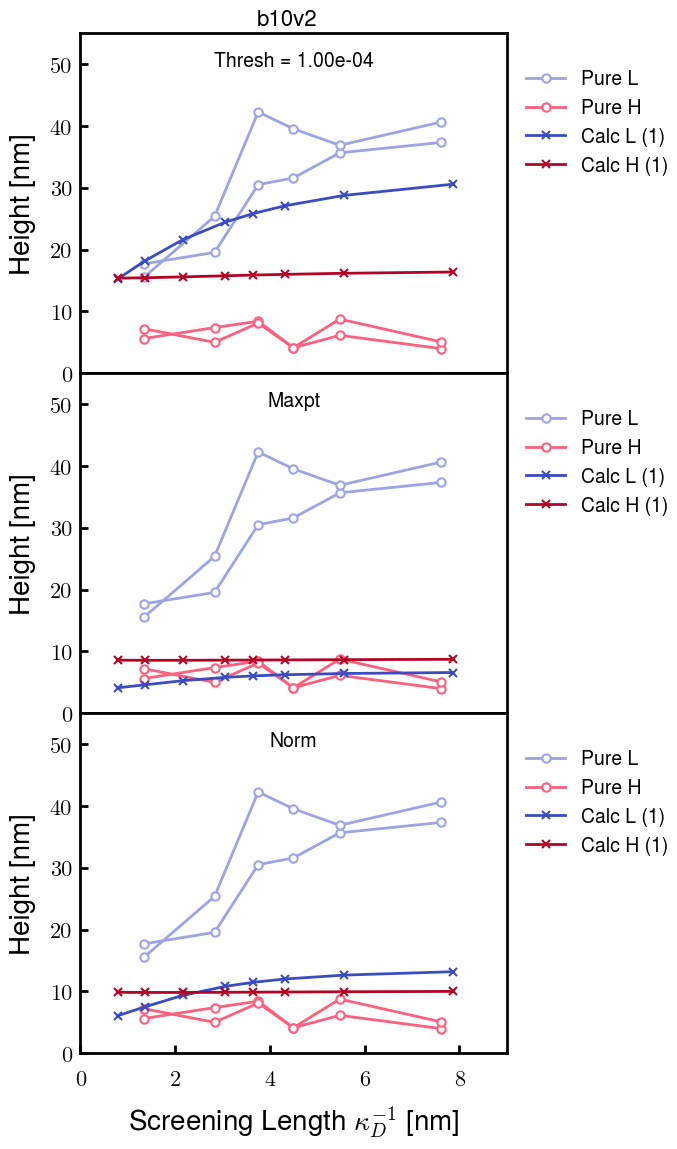 b10v2
Thresh = 1.00e-04
Height [nm]
50
40
30
20
10
0
Pure L
Pure H
Calc L (1)
Calc H (1)
Maxpt
Height [nm]
50
40
30
20
10
0
Pure L
Pure H
Calc L (1)
Calc H (1)
Norm
Height [nm]
50
40
30
20
10
0
Pure L
Pure H
Calc L (1)
Calc H (1)
0 2 4 6 8
Screening Length κ_D^{-1} [nm]